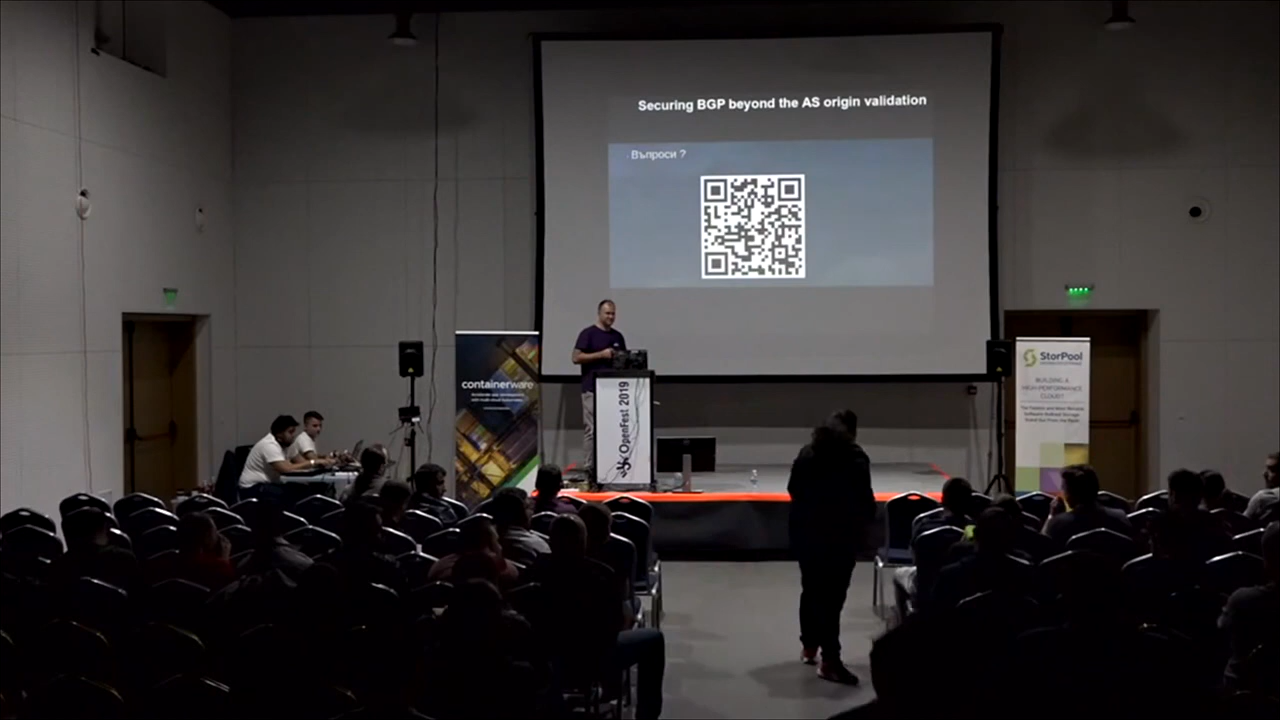 Securing BGP beyond the AS origin validation
Въпроси ?
containerware
OpenFest 2019
StorPool
BUILDING A
HIGH-PERFORMANCE
CLOUD?